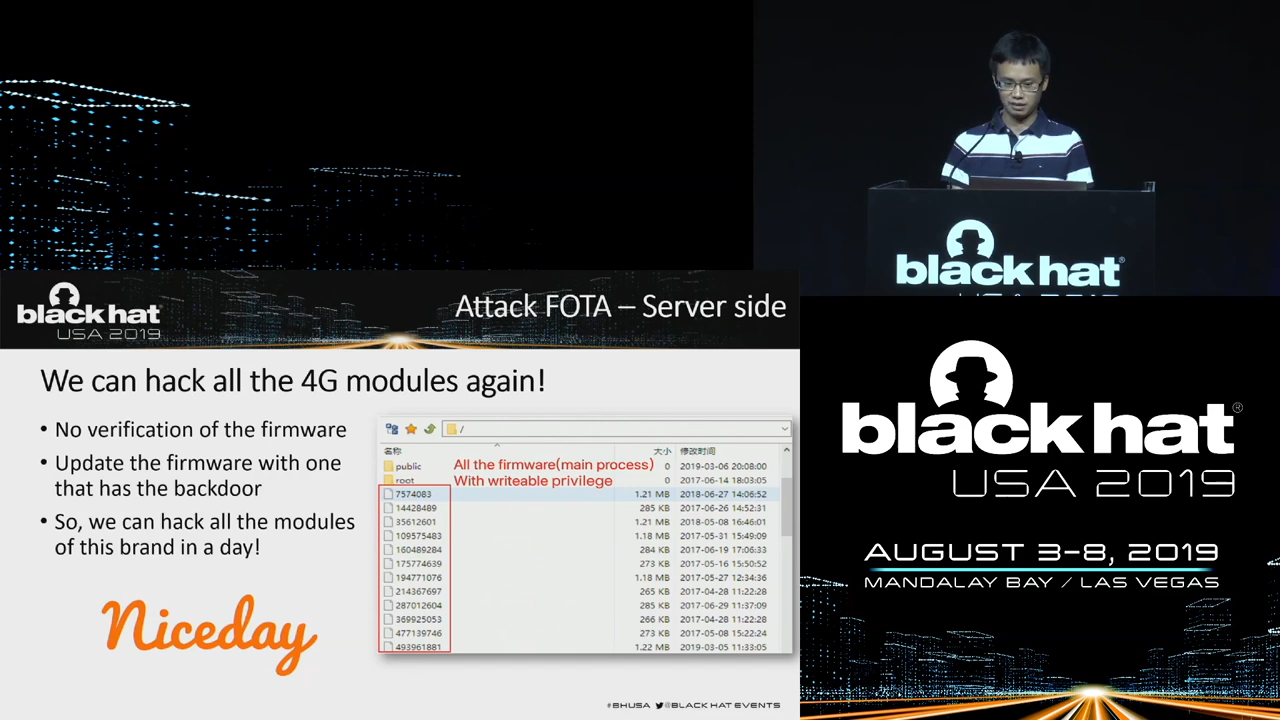 black hat®
black hat
USA 2019
Attack FOTA – Server side
We can hack all the 4G modules again!
• No verification of the firmware
• Update the firmware with one
that has the backdoor
• So, we can hack all the modules
of this brand in a day!
Niceday
/
名称 大小 修改时间
public 0 2019-03-06 20:08:00
root 0 2017-06-14 18:03:05
All the firmware(main process)
With writeable privilege
7574083 1.21 MB 2018-06-27 14:06:52
14428489 285 KB 2017-06-26 14:52:31
35612601 1.21 MB 2018-05-08 16:46:01
109575483 1.18 MB 2017-05-31 15:49:09
160489284 284 KB 2017-06-19 17:06:33
175774639 273 KB 2017-05-16 15:50:52
194771076 1.18 MB 2017-05-27 12:34:36
214367697 265 KB 2017-04-28 11:22:28
287012604 285 KB 2017-06-29 11:37:09
369925053 266 KB 2017-04-28 11:22:28
477139746 273 KB 2017-05-08 15:22:24
493961881 1.22 MB 2019-03-05 11:33:05
#BHUSA @BLACK HAT EVENTS
black hat®
USA 2019
AUGUST 3-8, 2019
MANDALAY BAY / LAS VEGAS